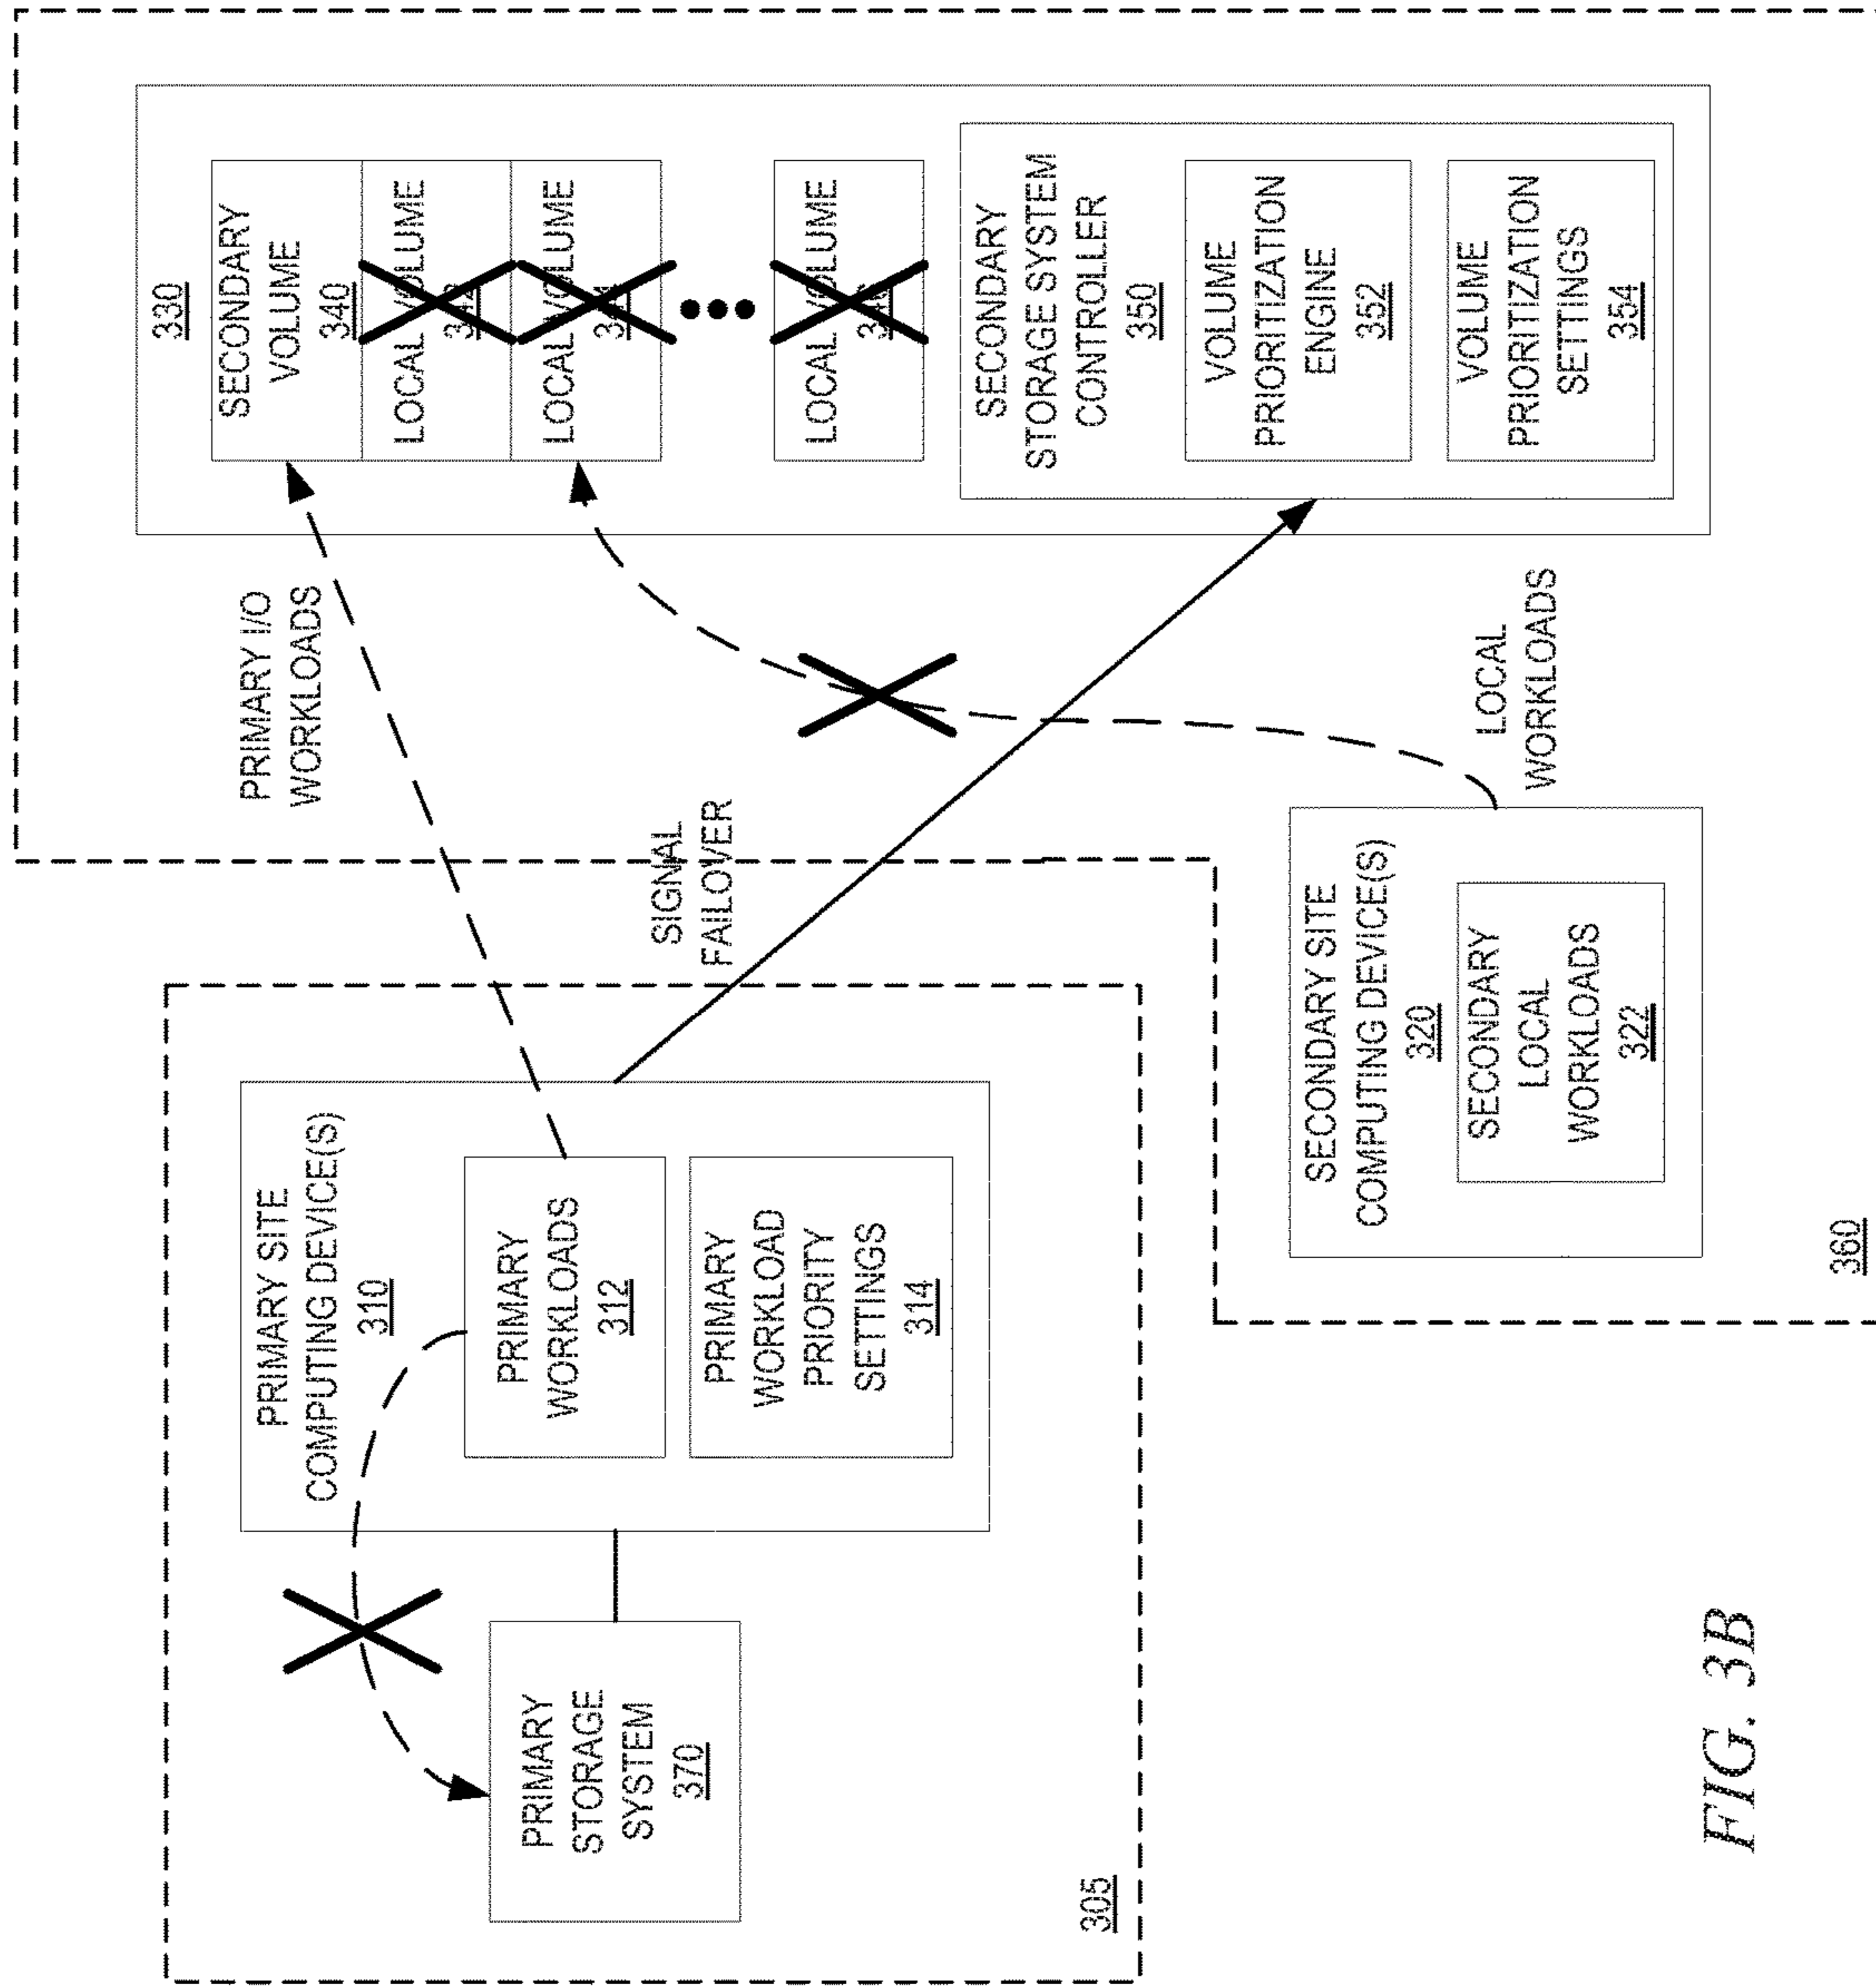 305
PRIMARY
STORAGE
SYSTEM
370
PRIMARY SITE
COMPUTING DEVICE(S)
310
PRIMARY
WORKLOADS
312
PRIMARY
WORKLOAD
PRIORITY
SETTINGS
314
PRIMARY I/O
WORKLOADS
SIGNAL
FAILOVER
330
SECONDARY
VOLUME
340
LOCAL VOLUME
342
LOCAL VOLUME
LOCAL VOLUME
SECONDARY
STORAGE SYSTEM
CONTROLLER
350
VOLUME
PRIORITIZATION
ENGINE
352
VOLUME
PRIORITIZATION
SETTINGS
354
LOCAL
WORKLOADS
SECONDARY SITE
COMPUTING DEVICE(S)
320
SECONDARY
LOCAL
WORKLOADS
322
360
FIG. 3B